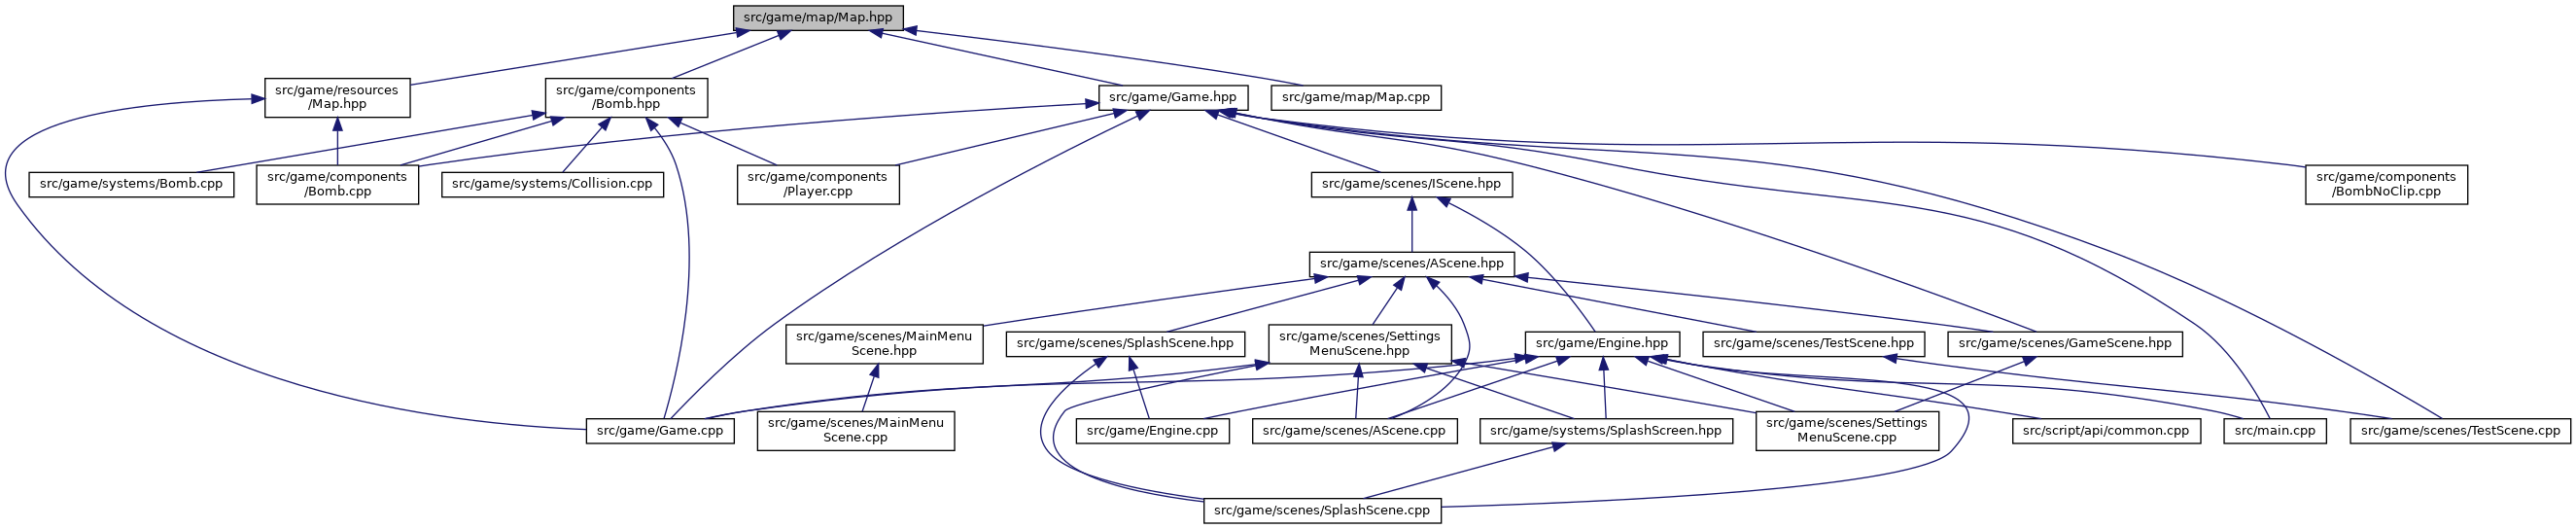 src/game/map/Map.hpp
src/game/resources
/Map.hpp
src/game/components
/Bomb.hpp
src/game/Game.hpp
src/game/map/Map.cpp
src/game/systems/Bomb.cpp
src/game/components
/Bomb.cpp
src/game/systems/Collision.cpp
src/game/components
/Player.cpp
src/game/scenes/IScene.hpp
src/game/components
/BombNoClip.cpp
src/game/scenes/AScene.hpp
src/game/scenes/MainMenu
Scene.hpp
src/game/scenes/SplashScene.hpp
src/game/scenes/Settings
MenuScene.hpp
src/game/Engine.hpp
src/game/scenes/TestScene.hpp
src/game/scenes/GameScene.hpp
src/game/Game.cpp
src/game/scenes/MainMenu
Scene.cpp
src/game/Engine.cpp
src/game/scenes/AScene.cpp
src/game/systems/SplashScreen.hpp
src/game/scenes/Settings
MenuScene.cpp
src/script/api/common.cpp
src/main.cpp
src/game/scenes/TestScene.cpp
src/game/scenes/SplashScene.cpp